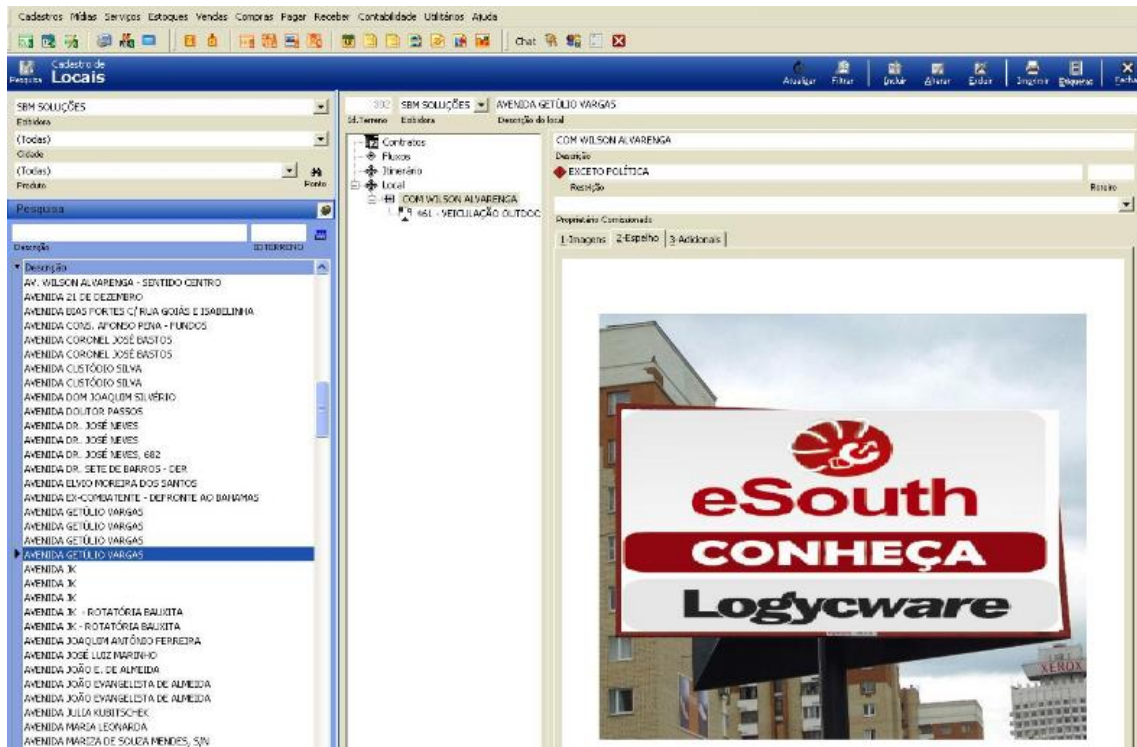 Cadastros Mídias Serviços Estoques Vendas Compras Pagar Receber Contabilidade Utilitários Ajuda
Chat
Cadastro de
Pesquisa Locais
Atualizar Filtrar Incluir Alterar Excluir Imprimir Etiquetas Fecha
SBM SOLUÇÕES
Exibidora
(Todas)
Cidade
(Todas)
Produto Ponto
Pesquisa
Descrição IDTERRENO
Descrição
AV. WILSON ALVARENGA - SENTIDO CENTRO
AVENIDA 21 DE DEZEMBRO
AVENIDA BIAS FORTES C/ RUA GOIÁS E ISABELINHA
AVENIDA CONS. AFONSO PENA - FUNDOS
AVENIDA CORONEL JOSÉ BASTOS
AVENIDA CORONEL JOSÉ BASTOS
AVENIDA CUSTÓDIO SILVA
AVENIDA CUSTÓDIO SILVA
AVENIDA DOM JOAQUIM SILVÉRIO
AVENIDA DOUTOR PASSOS
AVENIDA DR. JOSÉ NEVES
AVENIDA DR. JOSÉ NEVES
AVENIDA DR. JOSÉ NEVES, 682
AVENIDA DR. SETE DE BARROS - DER
AVENIDA ELVIO MOREIRA DOS SANTOS
AVENIDA EX-COMBATENTE - DEFRONTE AO BAHAMAS
AVENIDA GETÚLIO VARGAS
AVENIDA GETÚLIO VARGAS
AVENIDA GETÚLIO VARGAS
AVENIDA GETÚLIO VARGAS
AVENIDA JK
AVENIDA JK
AVENIDA JK
AVENIDA JK - ROTATÓRIA BAUXITA
AVENIDA JK - ROTATÓRIA BAUXITA
AVENIDA JOAQUIM ANTÔNIO FERREIRA
AVENIDA JOSÉ LUIZ MARINHO
AVENIDA JOÃO E. DE ALMEIDA
AVENIDA JOÃO EVANGELISTA DE ALMEIDA
AVENIDA JOÃO EVANGELISTA DE ALMEIDA
AVENIDA JULIA KUBITSCHEK
AVENIDA MARIA LEONARDA
AVENIDA MARIZA DE SOUZA MENDES, S/N
392 SBM SOLUÇÕES AVENIDA GETÚLIO VARGAS
Id.Terreno Exibidora Descrição do local
Contratos
Fluxos
Itinerário
Local
COM WILSON ALVARENGA
461 - VEICULAÇÃO OUTDOC
COM WILSON ALVARENGA
Descrição
EXCETO POLÍTICA
Restrição Roteiro
Proprietário Comissionado
1-Imagens 2-Espelho 3-Adicionais
eSouth
CONHEÇA
Logycware
XEROX